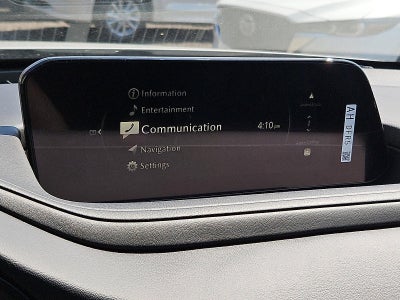 Information
Entertainment
Communication
4:10 pm
Navigation
Settings